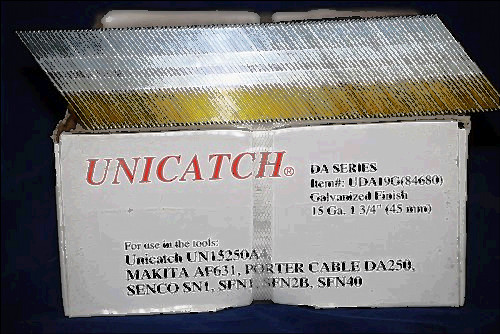 UNICATCH®
DA SERIES
Item#: UDA19G(84680)
Galvanized Finish
15 Ga. 1 3/4" (45 mm)
For use in the tools:
Unicatch UN15250A
MAKITA AF631, PORTER CABLE DA250,
SENCO SN1, SFN1, SFN2B, SFN40